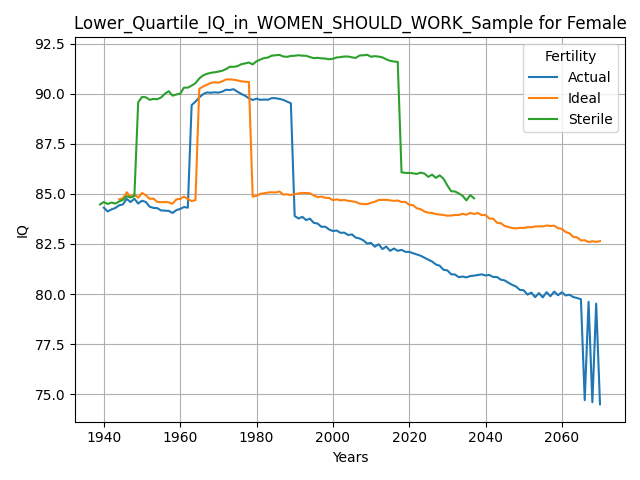 Lower_Quartile_IQ_in_WOMEN_SHOULD_WORK_Sample for Female
Fertility
Actual
Ideal
Sterile
IQ
92.5
90.0
87.5
85.0
82.5
80.0
77.5
75.0
1940 1960 1980 2000 2020 2040 2060
Years